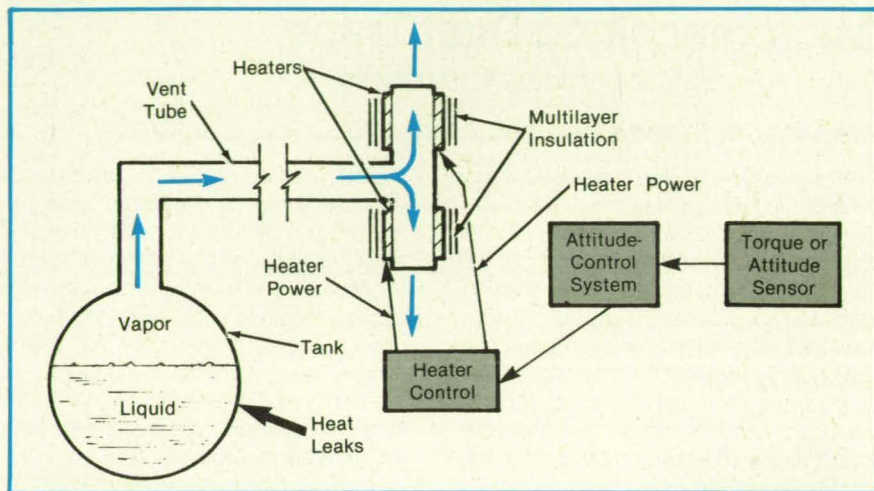 Heaters
Vent
Tube
Multilayer
Insulation
Heater Power
Heater
Power
Attitude-
Control
System
Torque or
Attitude
Sensor
Vapor
Tank
Liquid
Heater
Control
Heat
Leaks